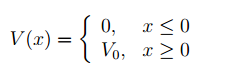 V(x) = { 0, x ≤ 0
V₀, x ≥ 0